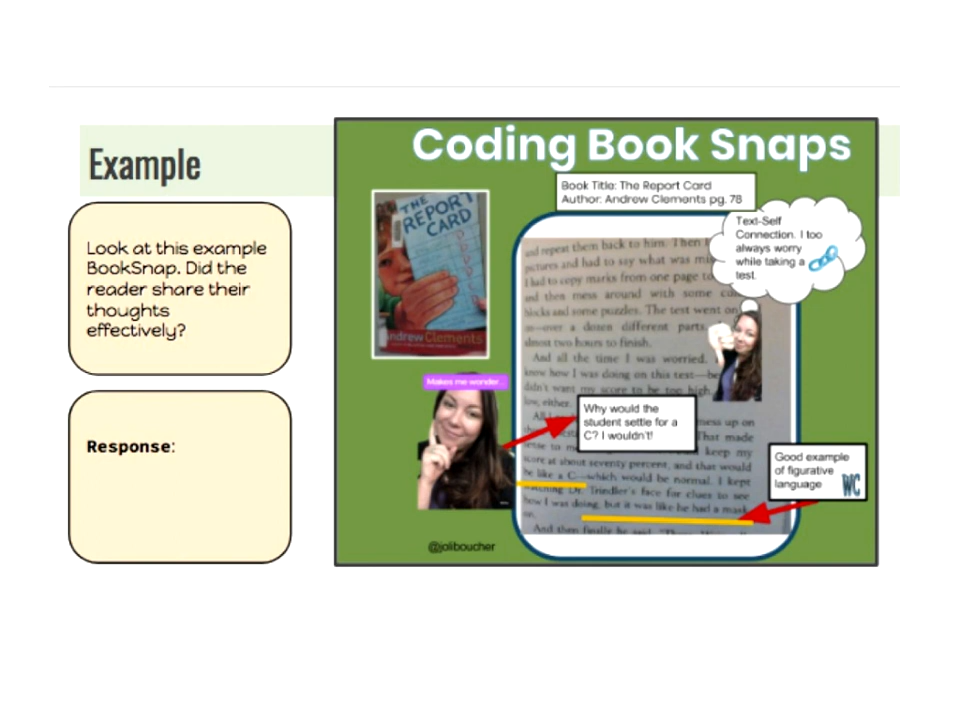 Coding Book Snaps
Example
Book Title: The Report Card
Author: Andrew Clements pg. 78
Look at this example
BookSnap. Did the
reader share their
thoughts
effectively?
Response:
THE
REPORT
CARD
Andrew Clements
Text-Self
Connection. I too
always worry
while taking a
test.
and repeat them back to him. Then I
pictures and had to say what was
I had to copy marks from one page to
and then mess around with some
blocks and some puzzles. The test went on
on—over a dozen different parts.
almost two hours to finish.
And all the time I was worried.
know how I was doing on this test—
didn't want my score to be too high
low, either.
Makes me wonder...
Why would the
student settle for a
C? I wouldn't!
mess up on
That made
keep my
score at about seventy percent, and that would
be like a C—which would be normal. I kept
watching Dr. Trindler's face for clues to see
how I was doing, but it was like he had a mask
on.
And then finally he said,
Good example
of figurative
language
WC
@joliboucher